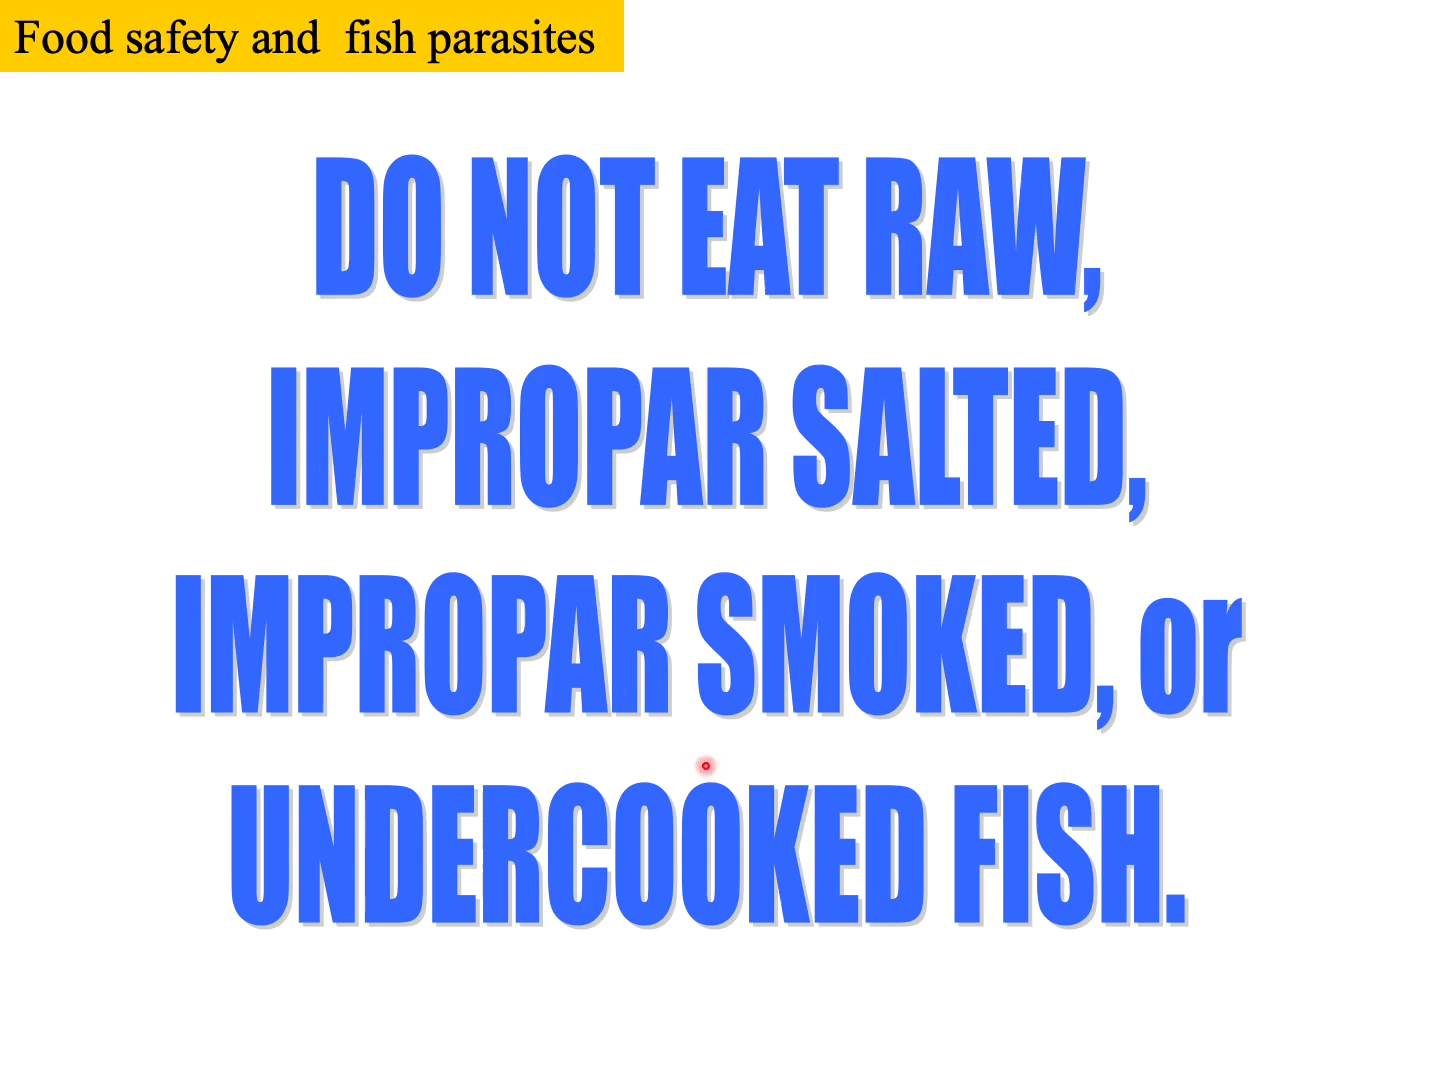 Food safety and  fish parasites
DO NOT EAT RAW,
IMPROPAR SALTED,
IMPROPAR SMOKED, or
UNDERCOOKED FISH.